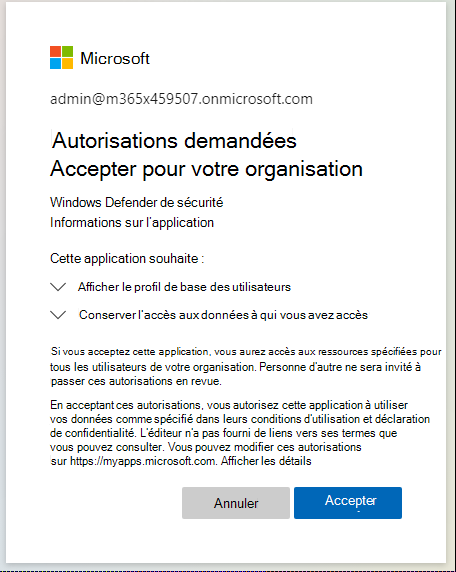 Microsoft
admin@m365x459507.onmicrosoft.com
Autorisations demandées
Accepter pour votre organisation
Windows Defender de sécurité
Informations sur l'application
Cette application souhaite :
Afficher le profil de base des utilisateurs
Conserver l'accès aux données à qui vous avez accès
Si vous acceptez cette application, vous aurez accès aux ressources spécifiées pour
tous les utilisateurs de votre organisation. Personne d'autre ne sera invité à
passer ces autorisations en revue.
En acceptant ces autorisations, vous autorisez cette application à utiliser
vos données comme spécifié dans leurs conditions d'utilisation et déclaration
de confidentialité. L'éditeur n'a pas fourni de liens vers ses termes que
vous pouvez consulter. Vous pouvez modifier ces autorisations
sur https://myapps.microsoft.com. Afficher les détails
Annuler
Accepter